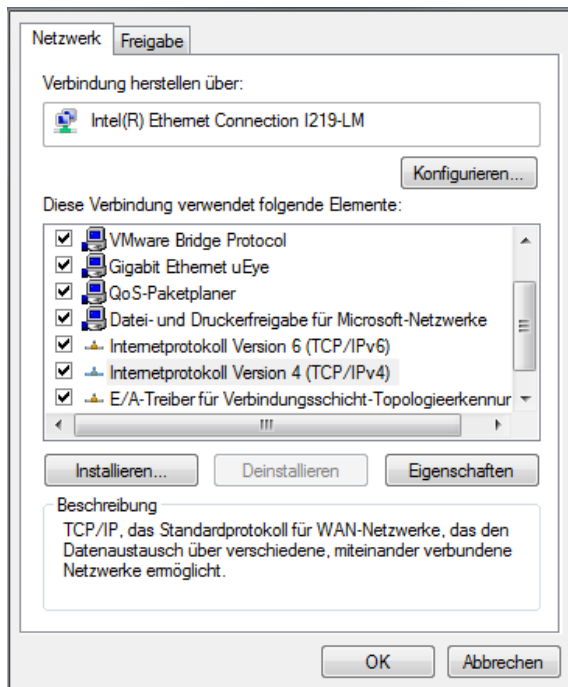 Netzwerk
Freigabe
Verbindung herstellen über:
Intel(R) Ethernet Connection I219-LM
Konfigurieren...
Diese Verbindung verwendet folgende Elemente:
VMware Bridge Protocol
Gigabit Ethernet uEye
QoS-Paketplaner
Datei- und Druckerfreigabe für Microsoft-Netzwerke
Internetprotokoll Version 6 (TCP/IPv6)
Internetprotokoll Version 4 (TCP/IPv4)
E/A-Treiber für Verbindungsschicht-Topologieerkennur
Installieren...
Deinstallieren
Eigenschaften
Beschreibung
TCP/IP, das Standardprotokoll für WAN-Netzwerke, das den
Datenaustausch über verschiedene, miteinander verbundene
Netzwerke ermöglicht.
OK
Abbrechen